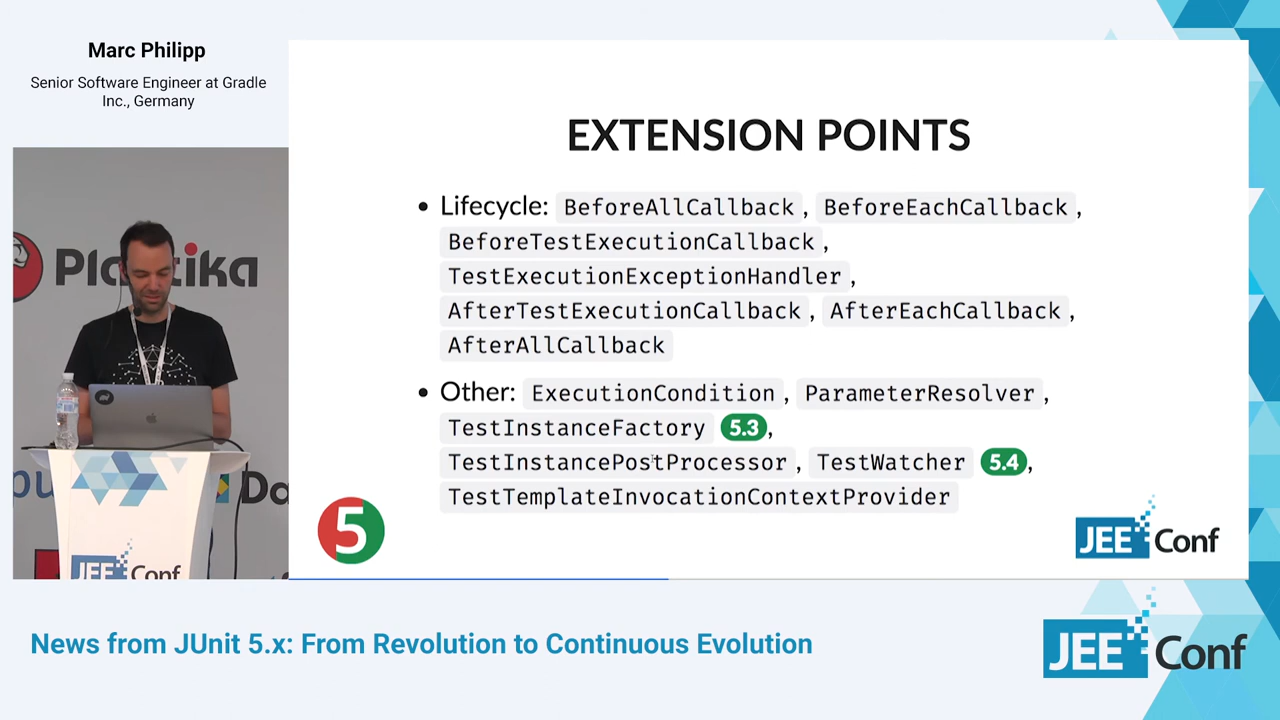 Marc Philipp
Senior Software Engineer at Gradle
Inc., Germany
EXTENSION POINTS
• Lifecycle: BeforeAllCallback, BeforeEachCallback,
BeforeTestExecutionCallback,
TestExecutionExceptionHandler,
AfterTestExecutionCallback, AfterEachCallback,
AfterAllCallback
• Other: ExecutionCondition, ParameterResolver,
TestInstanceFactory 5.3,
TestInstancePostProcessor, TestWatcher 5.4,
TestTemplateInvocationContextProvider
5
JEE Conf
JEE Conf
News from JUnit 5.x: From Revolution to Continuous Evolution
JEE Conf